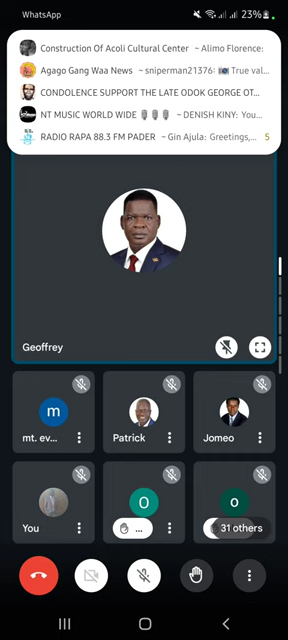 WhatsApp 23%
Construction Of Acoli Cultural Center ~ Alimo Florence:
Agago Gang Waa News ~ sniperman21376: 📷 True val...
CONDOLENCE SUPPORT THE LATE ODOK GEORGE OT...
NT MUSIC WORLD WIDE 🎙️🎙️🎙️ ~ DENISH KINY: You...
RADIO RAPA 88.3 FM PADER ~ Gin Ajula: Greetings,... 5
Geoffrey
m
mt. ev...
Patrick
Jomeo
You
O
...
O
31 others